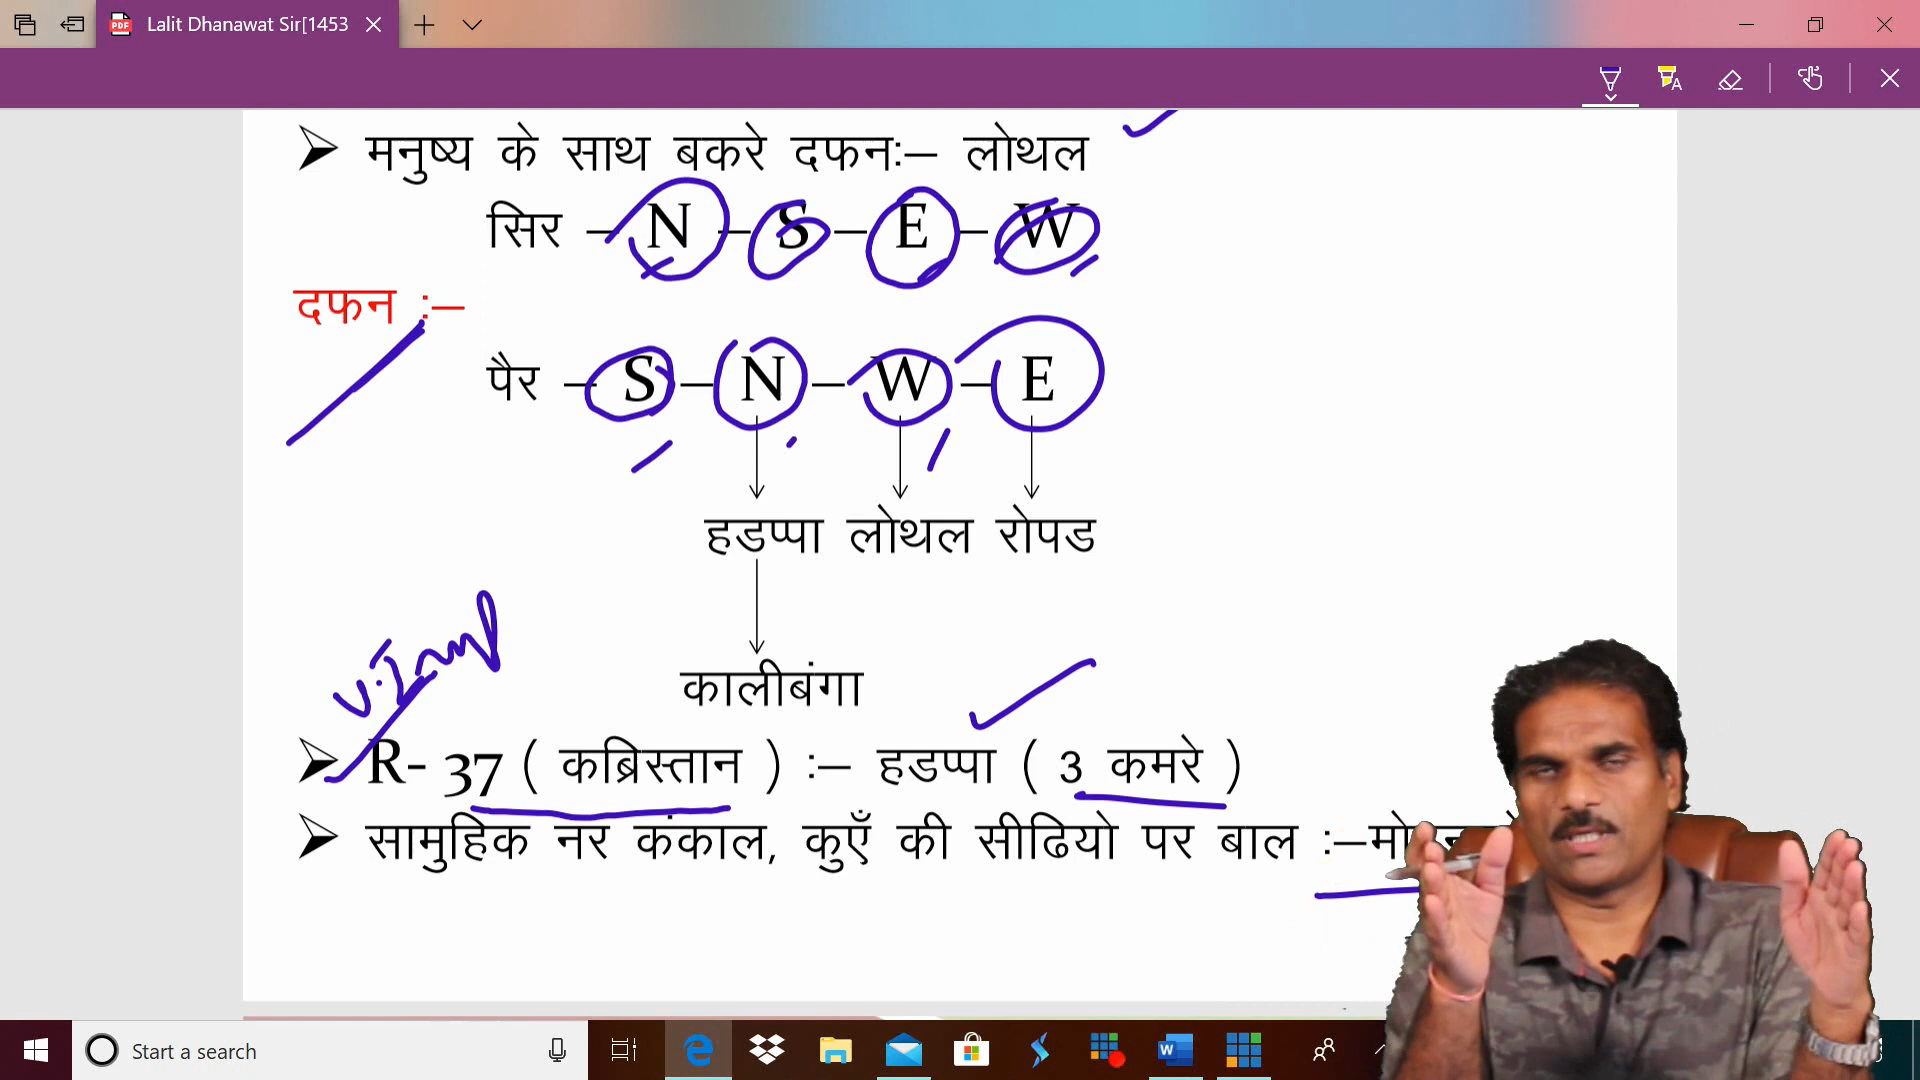 Lalit Dhanawat Sir[1453
मनुष्य के साथ बकरे दफन:– लोथल
सिर – N – S – E – W
दफन :–
पैर – S – N – W – E
हडप्पा लोथल रोपड
कालीबंगा
V.Imp
R- 37 ( कब्रिस्तान ) :– हडप्पा ( 3 कमरे )
सामुहिक नर कंकाल, कुएँ की सीढियो पर बाल :–
Start a search